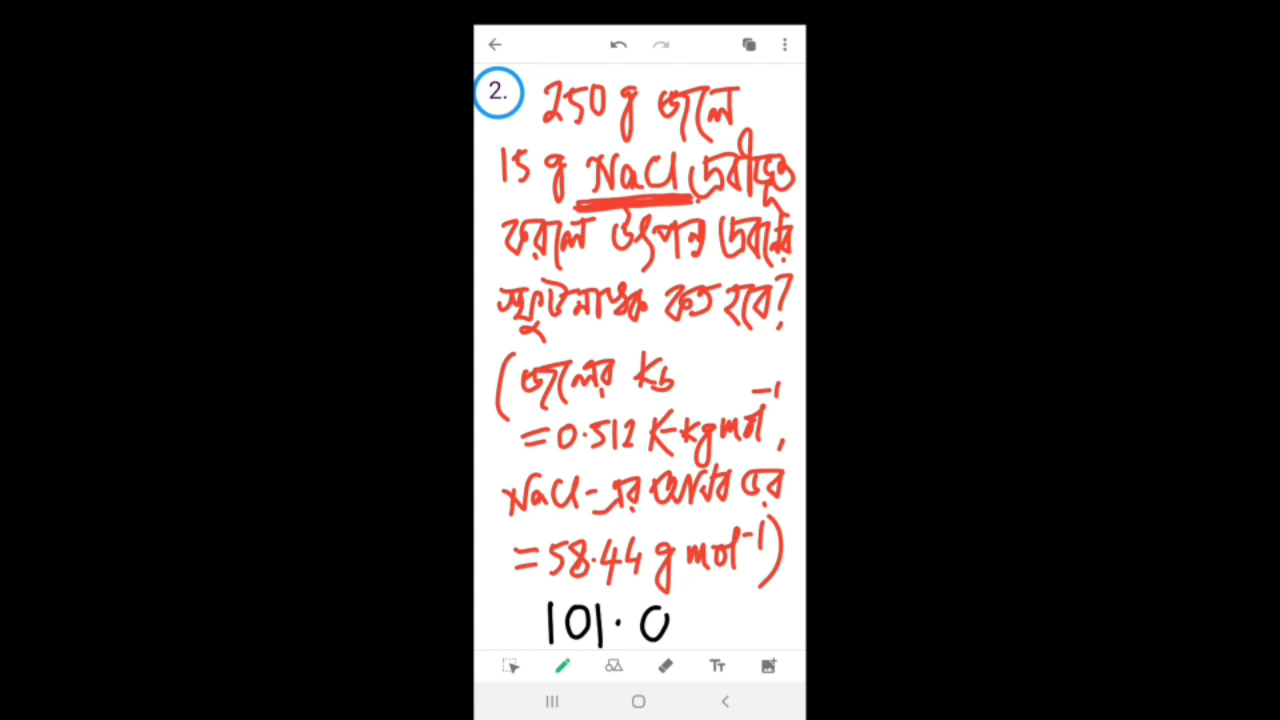 2. 250 g জলে
15 g NaCl দ্রবীভূত
করলে উৎপন্ন দ্রবণের
স্ফুটনাঙ্ক কত হবে?
(জলের Kb
= 0.512 K-kg mol⁻¹,
NaCl-এর আণব ভর
= 58.44 g mol⁻¹)
101.0